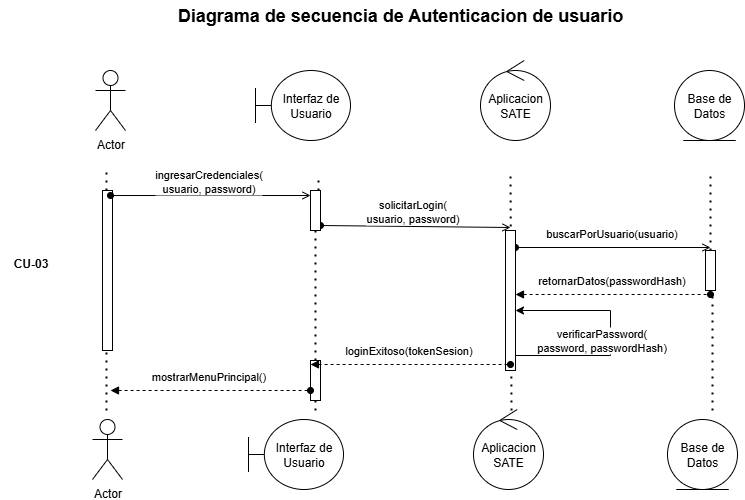 Diagrama de secuencia de Autenticacion de usuario
Actor
Interfaz de
Usuario
Aplicacion
SATE
Base de
Datos
ingresarCredenciales(
usuario, password)
solicitarLogin(
usuario, password)
buscarPorUsuario(usuario)
CU-03
retornarDatos(passwordHash)
verificarPassword(
password, passwordHash)
loginExitoso(tokenSesion)
mostrarMenuPrincipal()
Actor
Interfaz de
Usuario
Aplicacion
SATE
Base de
Datos